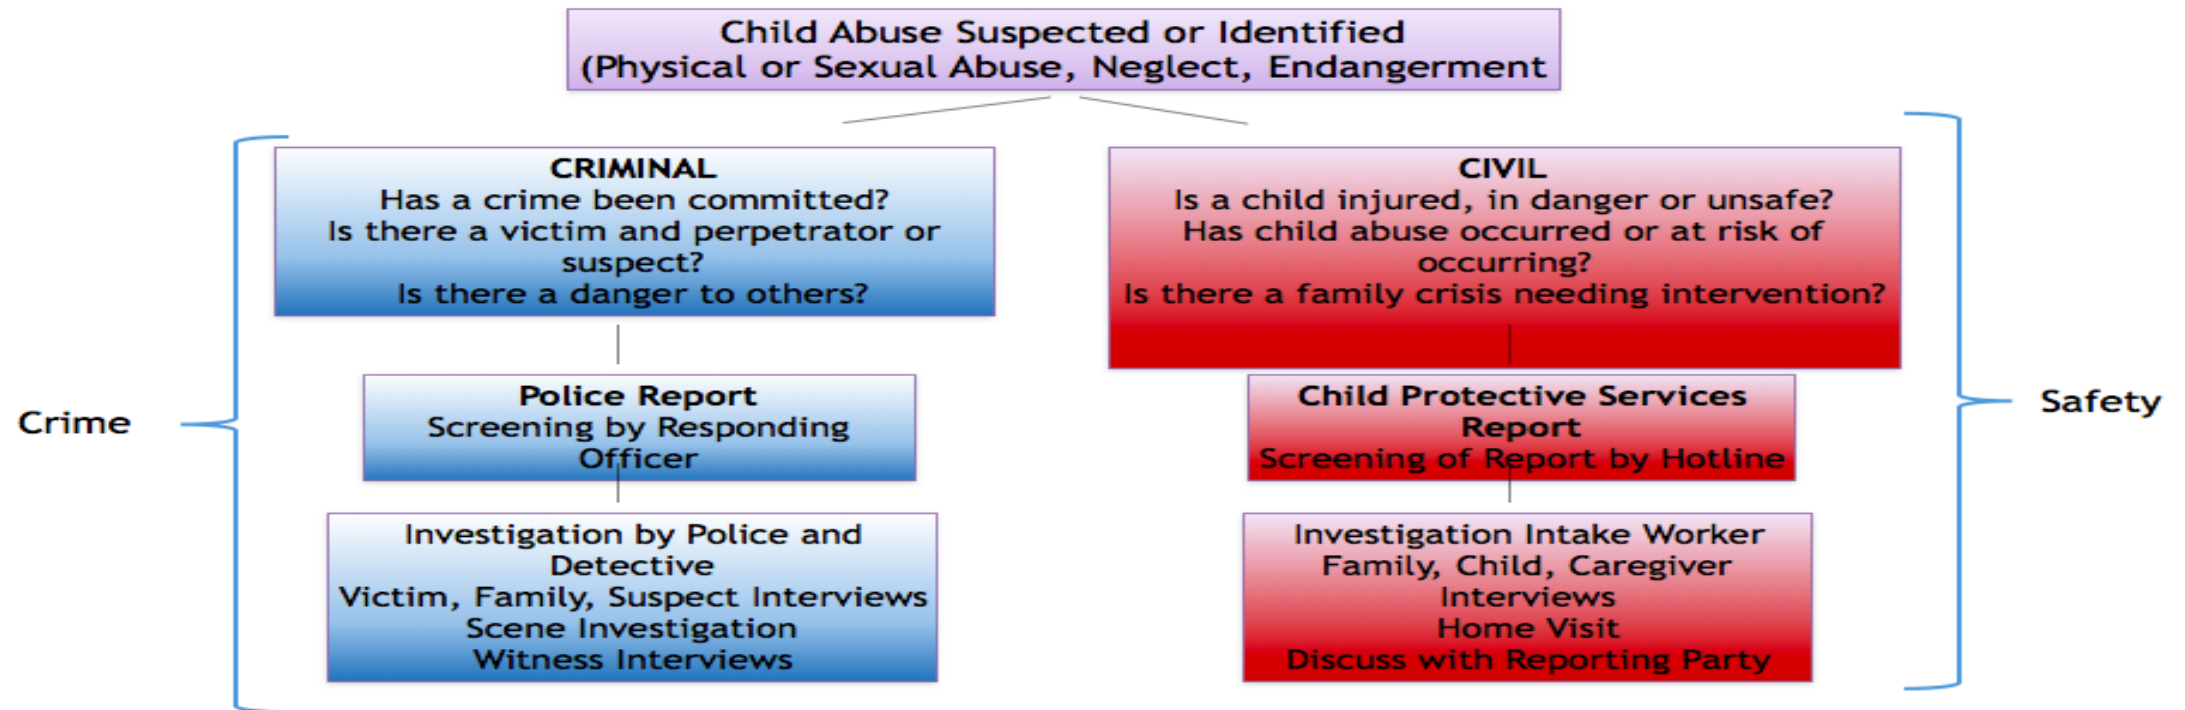 Child Abuse Suspected or Identified
(Physical or Sexual Abuse, Neglect, Endangerment
Crime
CRIMINAL
Has a crime been committed?
Is there a victim and perpetrator or
suspect?
Is there a danger to others?
Police Report
Screening by Responding
Officer
Investigation by Police and
Detective
Victim, Family, Suspect Interviews
Scene Investigation
Witness Interviews
CIVIL
Is a child injured, in danger or unsafe?
Has child abuse occurred or at risk of
occurring?
Is there a family crisis needing intervention?
Child Protective Services
Report
Screening of Report by Hotline
Investigation Intake Worker
Family, Child, Caregiver
Interviews
Home Visit
Discuss with Reporting Party
Safety